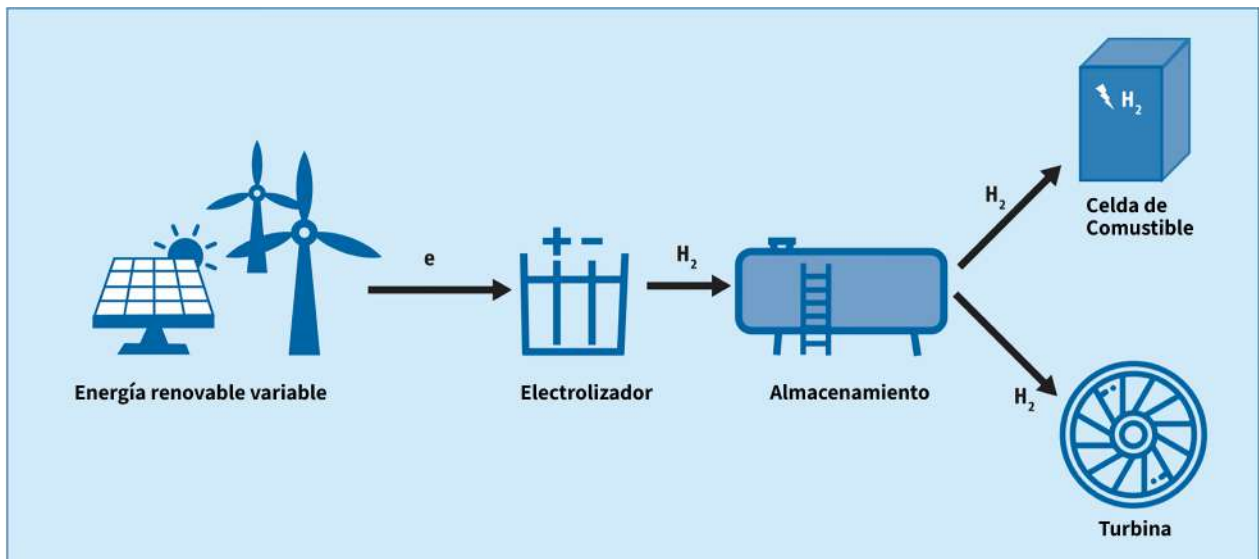 e
H₂
H₂
H₂
Celda de
Comustible
H₂
Energía renovable variable
Electrolizador
Almacenamiento
Turbina